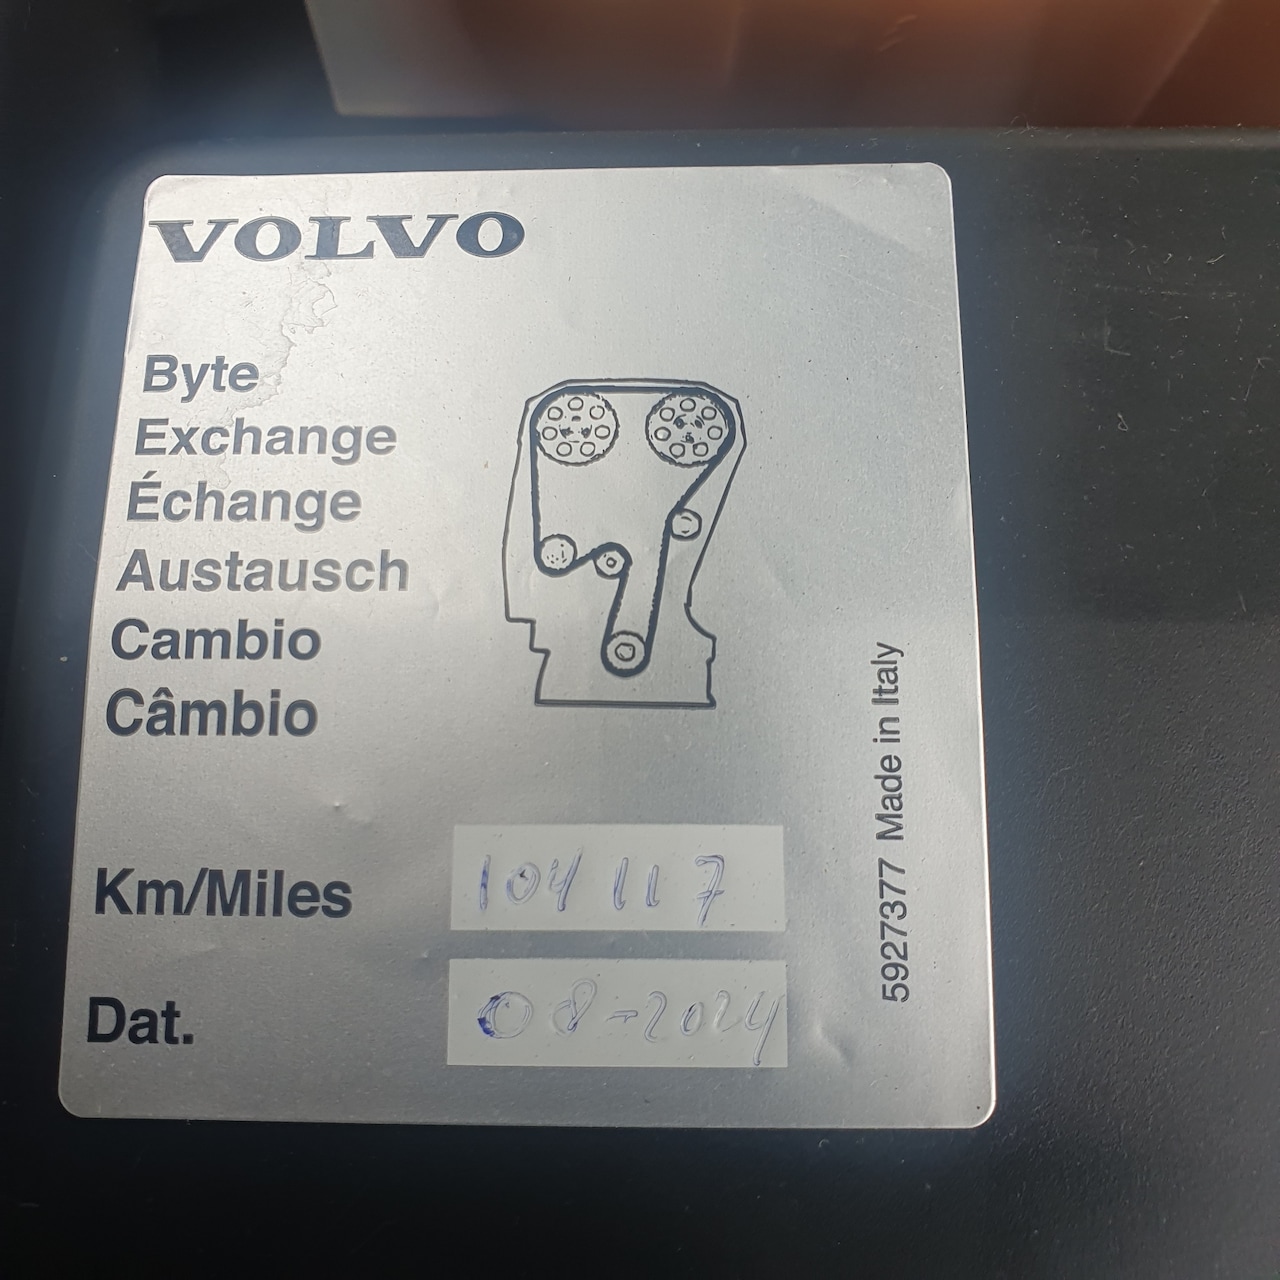 VOLVO
Byte
Exchange
Échange
Austausch
Cambio
Câmbio
Km/Miles 104 117
Dat. 08-2024
5927377 Made in Italy